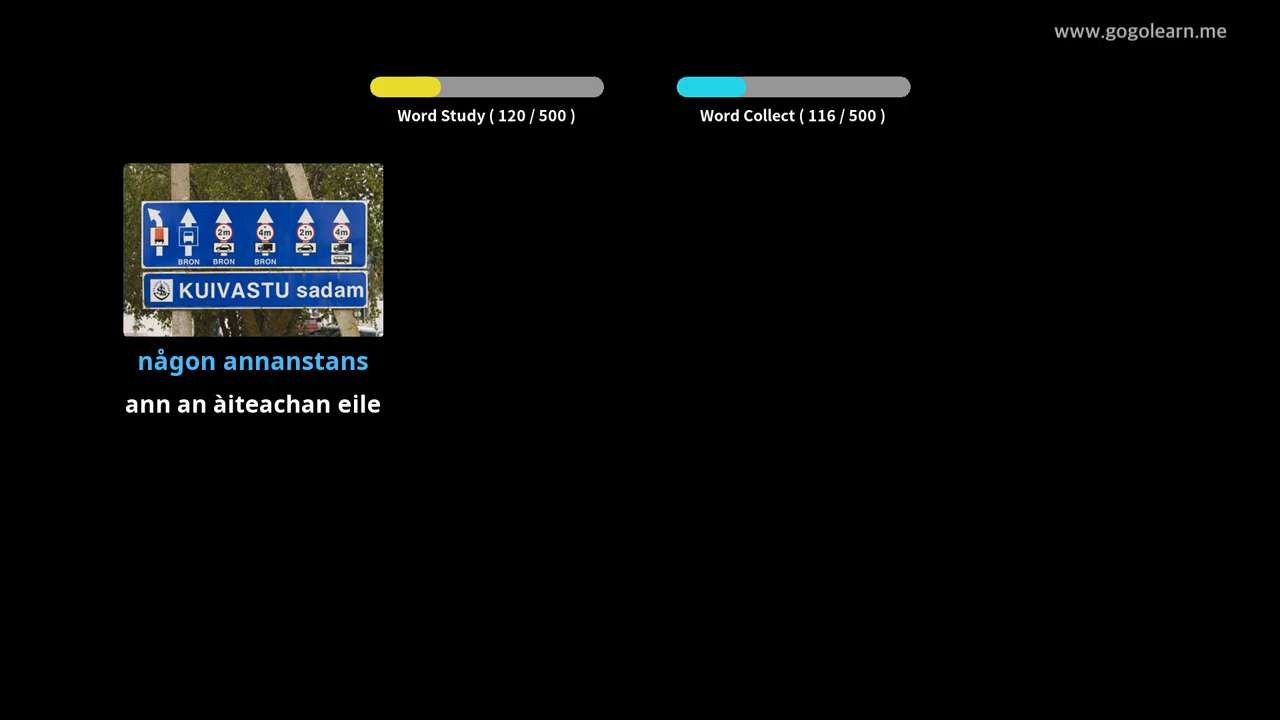 www.gogolearn.me
Word Study ( 120 / 500 )
Word Collect ( 116 / 500 )
2m 4m 2m 4m
BRON BRON BRON
KUIVASTU sadam
någon annanstans
ann an àiteachan eile